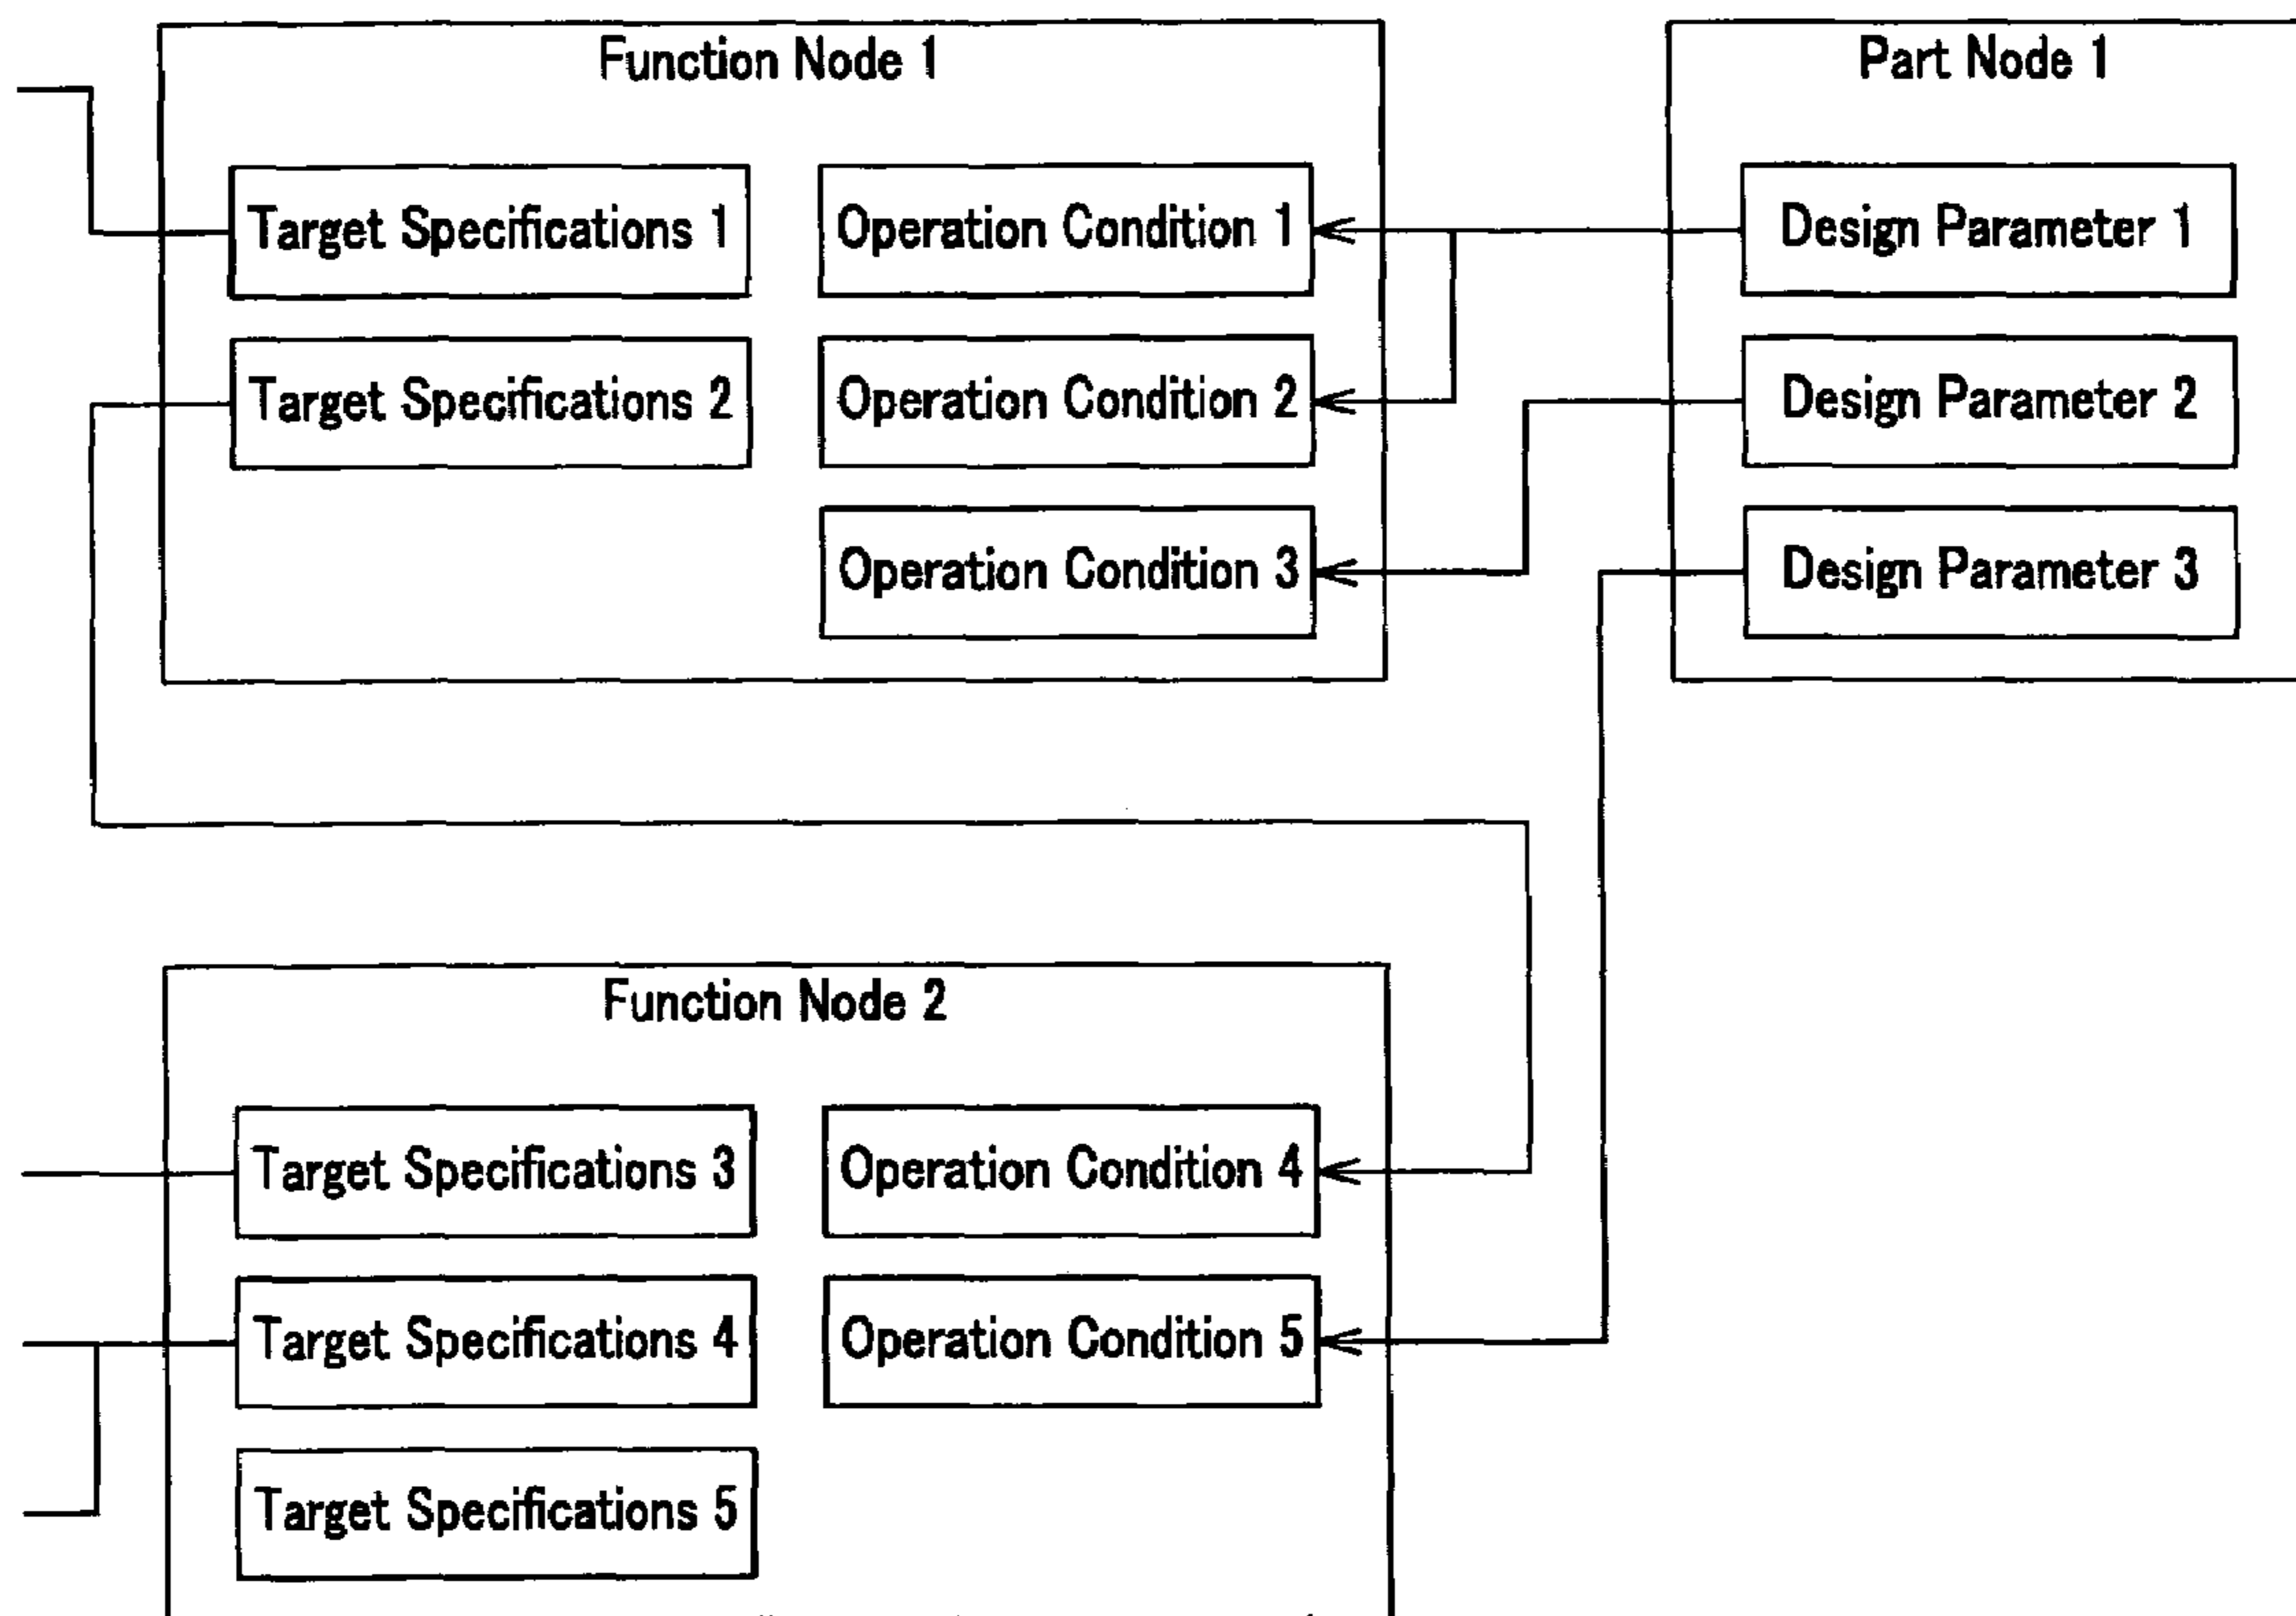 Function Node 1
Part Node 1
Target Specifications 1
Operation Condition 1
Design Parameter 1
Target Specifications 2
Operation Condition 2
Design Parameter 2
Operation Condition 3
Design Parameter 3
Function Node 2
Target Specifications 3
Operation Condition 4
Target Specifications 4
Operation Condition 5
Target Specifications 5